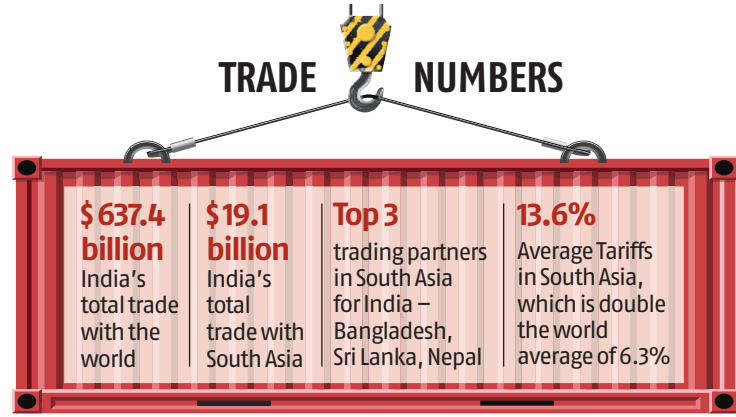 TRADE NUMBERS
$ 637.4
billion
India's
total trade
with the
world
$ 19.1
billion
India's
total
trade with
South Asia
Top 3
trading partners
in South Asia
for India –
Bangladesh,
Sri Lanka, Nepal
13.6%
Average Tariffs
in South Asia,
which is double
the world
average of 6.3%